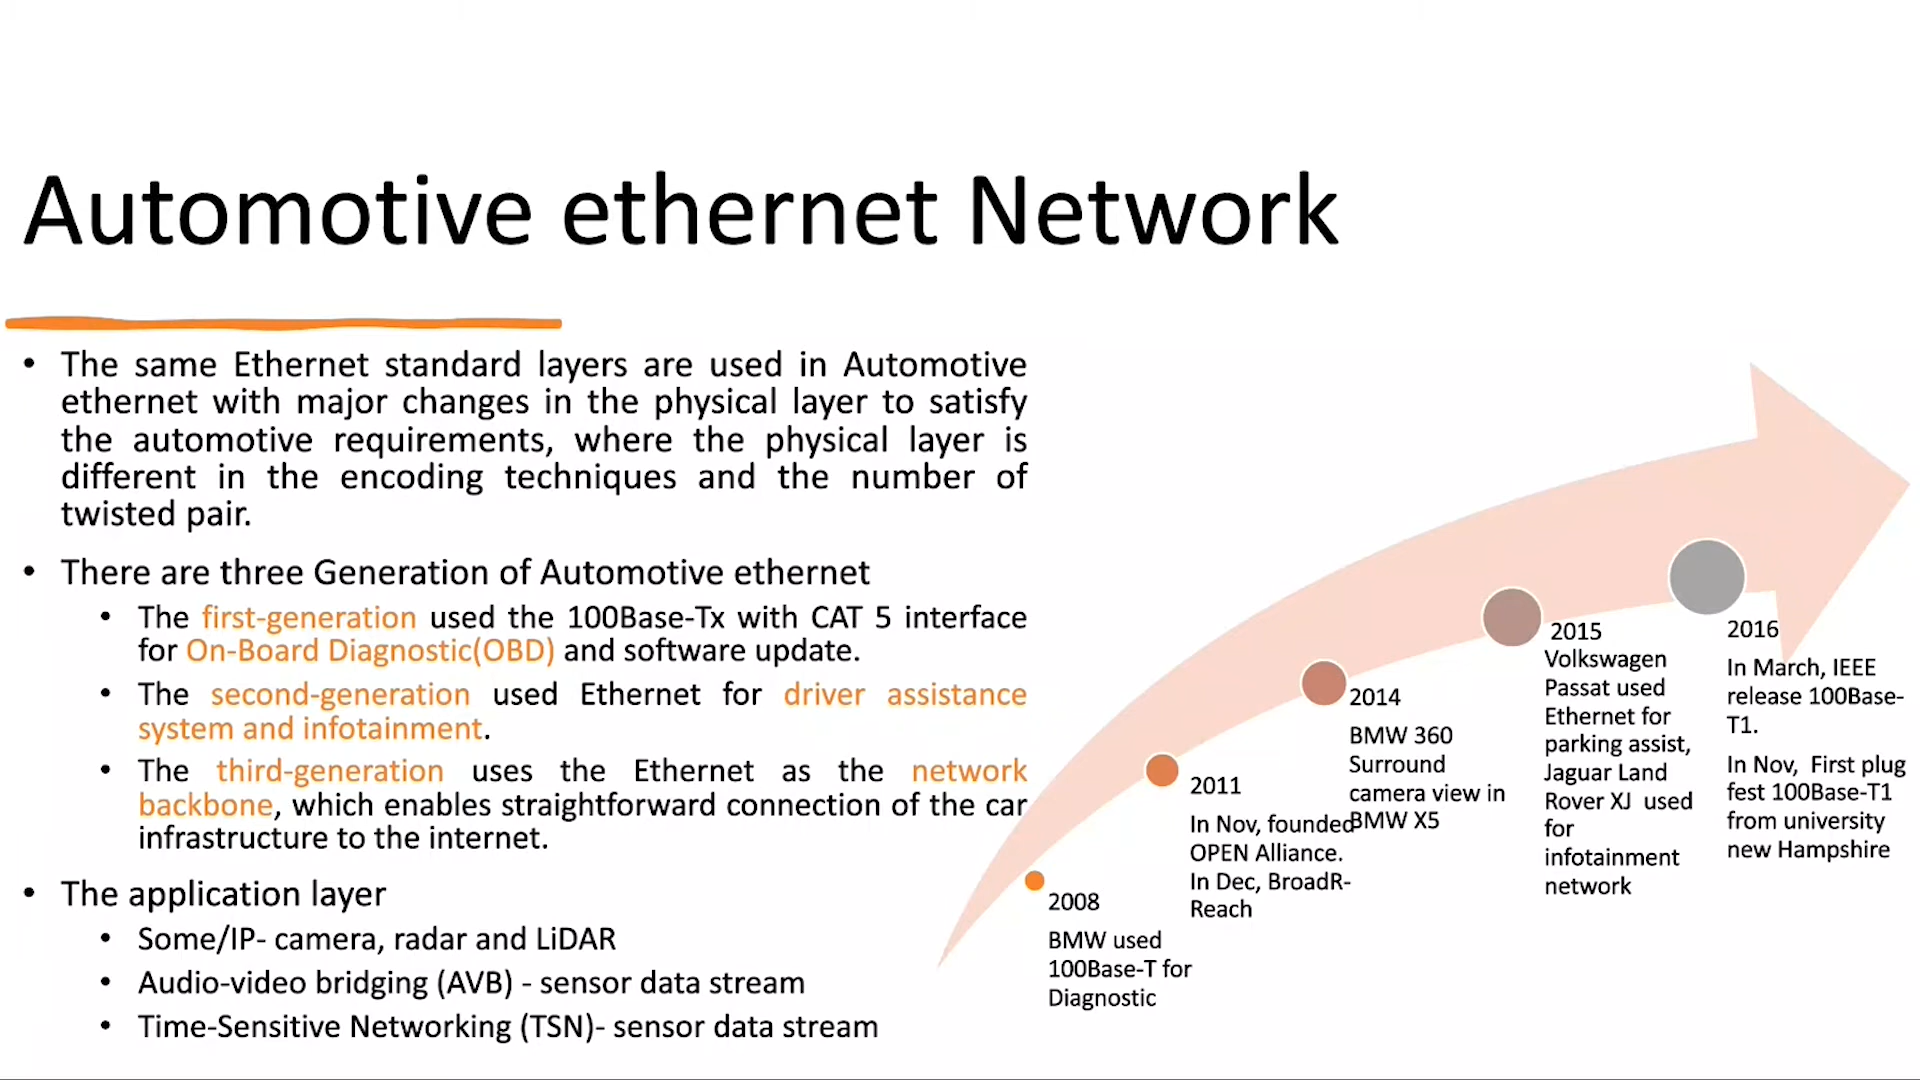 Automotive ethernet Network
• The same Ethernet standard layers are used in Automotive
ethernet with major changes in the physical layer to satisfy
the automotive requirements, where the physical layer is
different in the encoding techniques and the number of
twisted pair.
• There are three Generation of Automotive ethernet
• The first-generation used the 100Base-Tx with CAT 5 interface
for On-Board Diagnostic(OBD) and software update.
• The second-generation used Ethernet for driver assistance
system and infotainment.
• The third-generation uses the Ethernet as the network
backbone, which enables straightforward connection of the car
infrastructure to the internet.
• The application layer
• Some/IP- camera, radar and LiDAR
• Audio-video bridging (AVB) - sensor data stream
• Time-Sensitive Networking (TSN)- sensor data stream
2008
BMW used
100Base-T for
Diagnostic
2011
In Nov, founded
OPEN Alliance.
In Dec, BroadR-
Reach
2014
BMW 360
Surround
camera view in
BMW X5
2015
Volkswagen
Passat used
Ethernet for
parking assist,
Jaguar Land
Rover XJ used
for
infotainment
network
2016
In March, IEEE
release 100Base-
T1.
In Nov, First plug
fest 100Base-T1
from university
new Hampshire